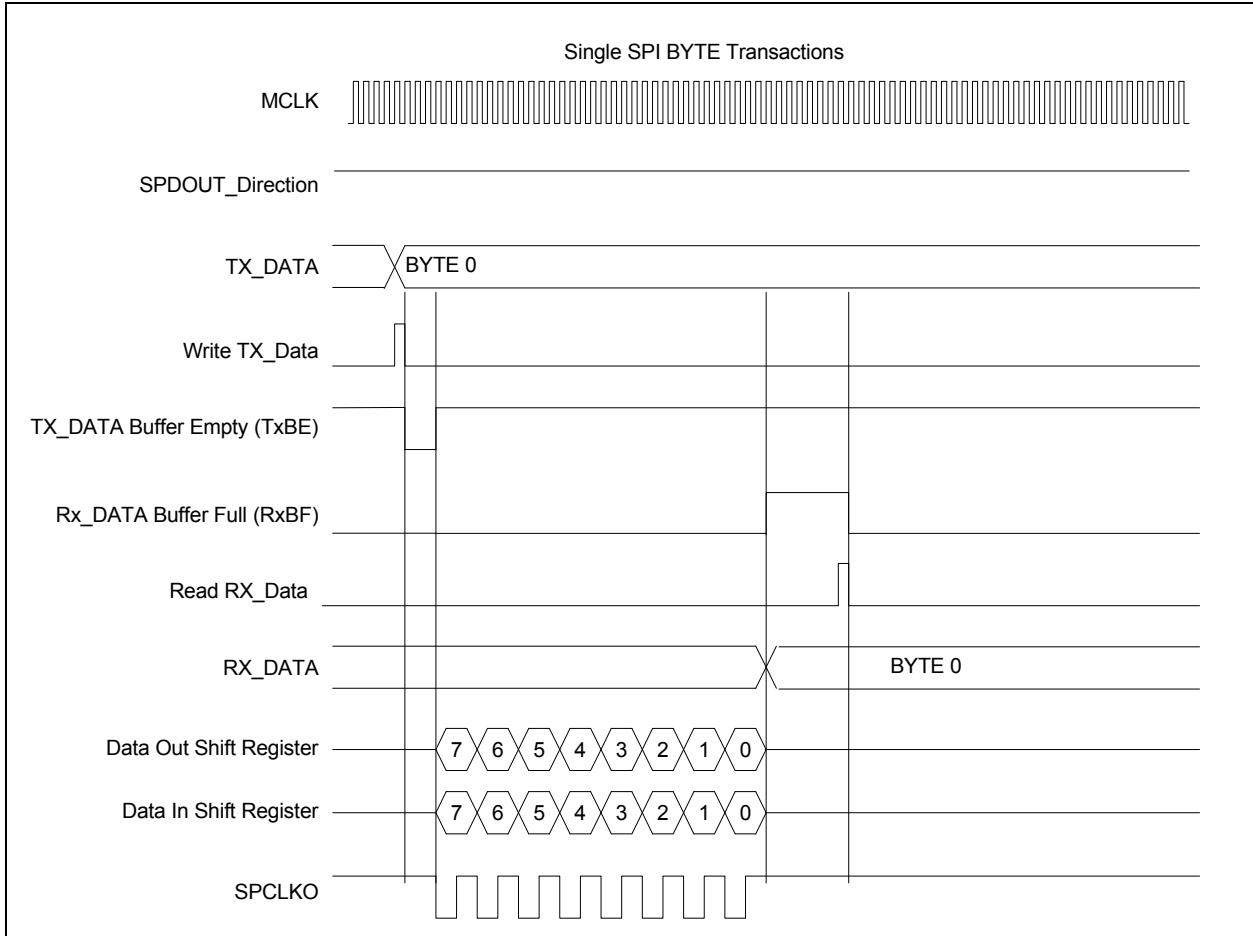 Single SPI BYTE Transactions
MCLK
SPDOUT_Direction
TX_DATA
BYTE 0
Write TX_Data
TX_DATA Buffer Empty (TxBE)
Rx_DATA Buffer Full (RxBF)
Read RX_Data
RX_DATA
BYTE 0
Data Out Shift Register
7 6 5 4 3 2 1 0
Data In Shift Register
7 6 5 4 3 2 1 0
SPCLKO